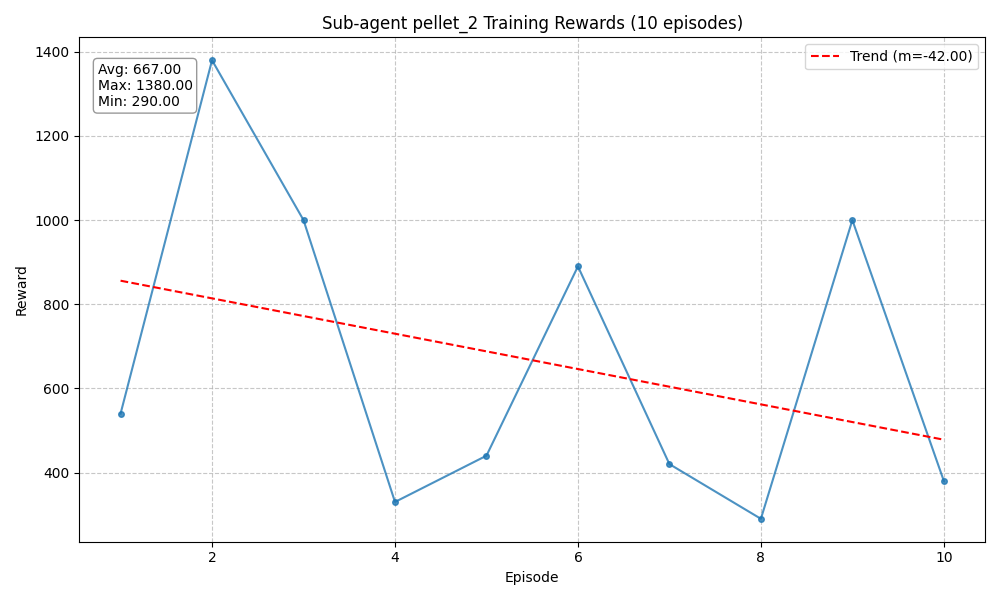 Sub-agent pellet_2 Training Rewards (10 episodes)
Avg: 667.00
Max: 1380.00
Min: 290.00
Trend (m=-42.00)
1400
1200
1000
800
600
400
Reward
2
4
6
8
10
Episode